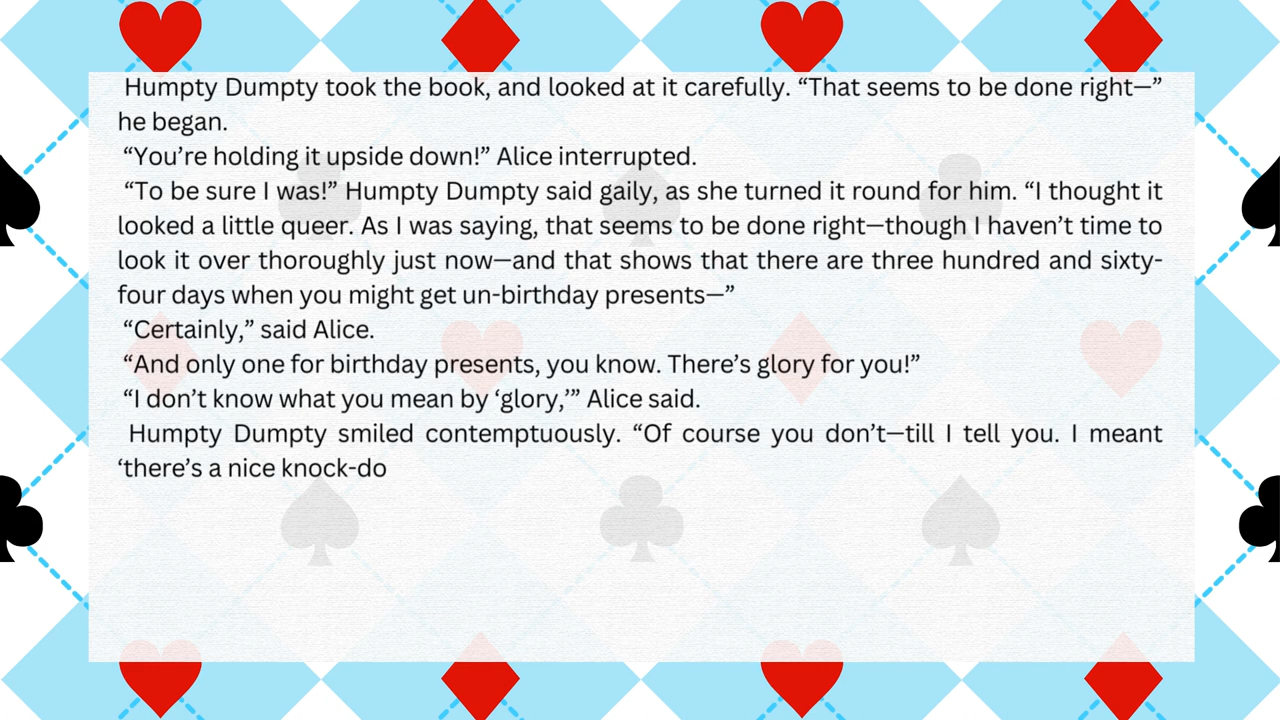 Humpty Dumpty took the book, and looked at it carefully. “That seems to be done right—”
he began.
“You’re holding it upside down!” Alice interrupted.
“To be sure I was!” Humpty Dumpty said gaily, as she turned it round for him. “I thought it
looked a little queer. As I was saying, that seems to be done right—though I haven’t time to
look it over thoroughly just now—and that shows that there are three hundred and sixty-
four days when you might get un-birthday presents—”
“Certainly,” said Alice.
“And only one for birthday presents, you know. There’s glory for you!”
“I don’t know what you mean by ‘glory,’” Alice said.
Humpty Dumpty smiled contemptuously. “Of course you don’t—till I tell you. I meant
‘there’s a nice knock-do